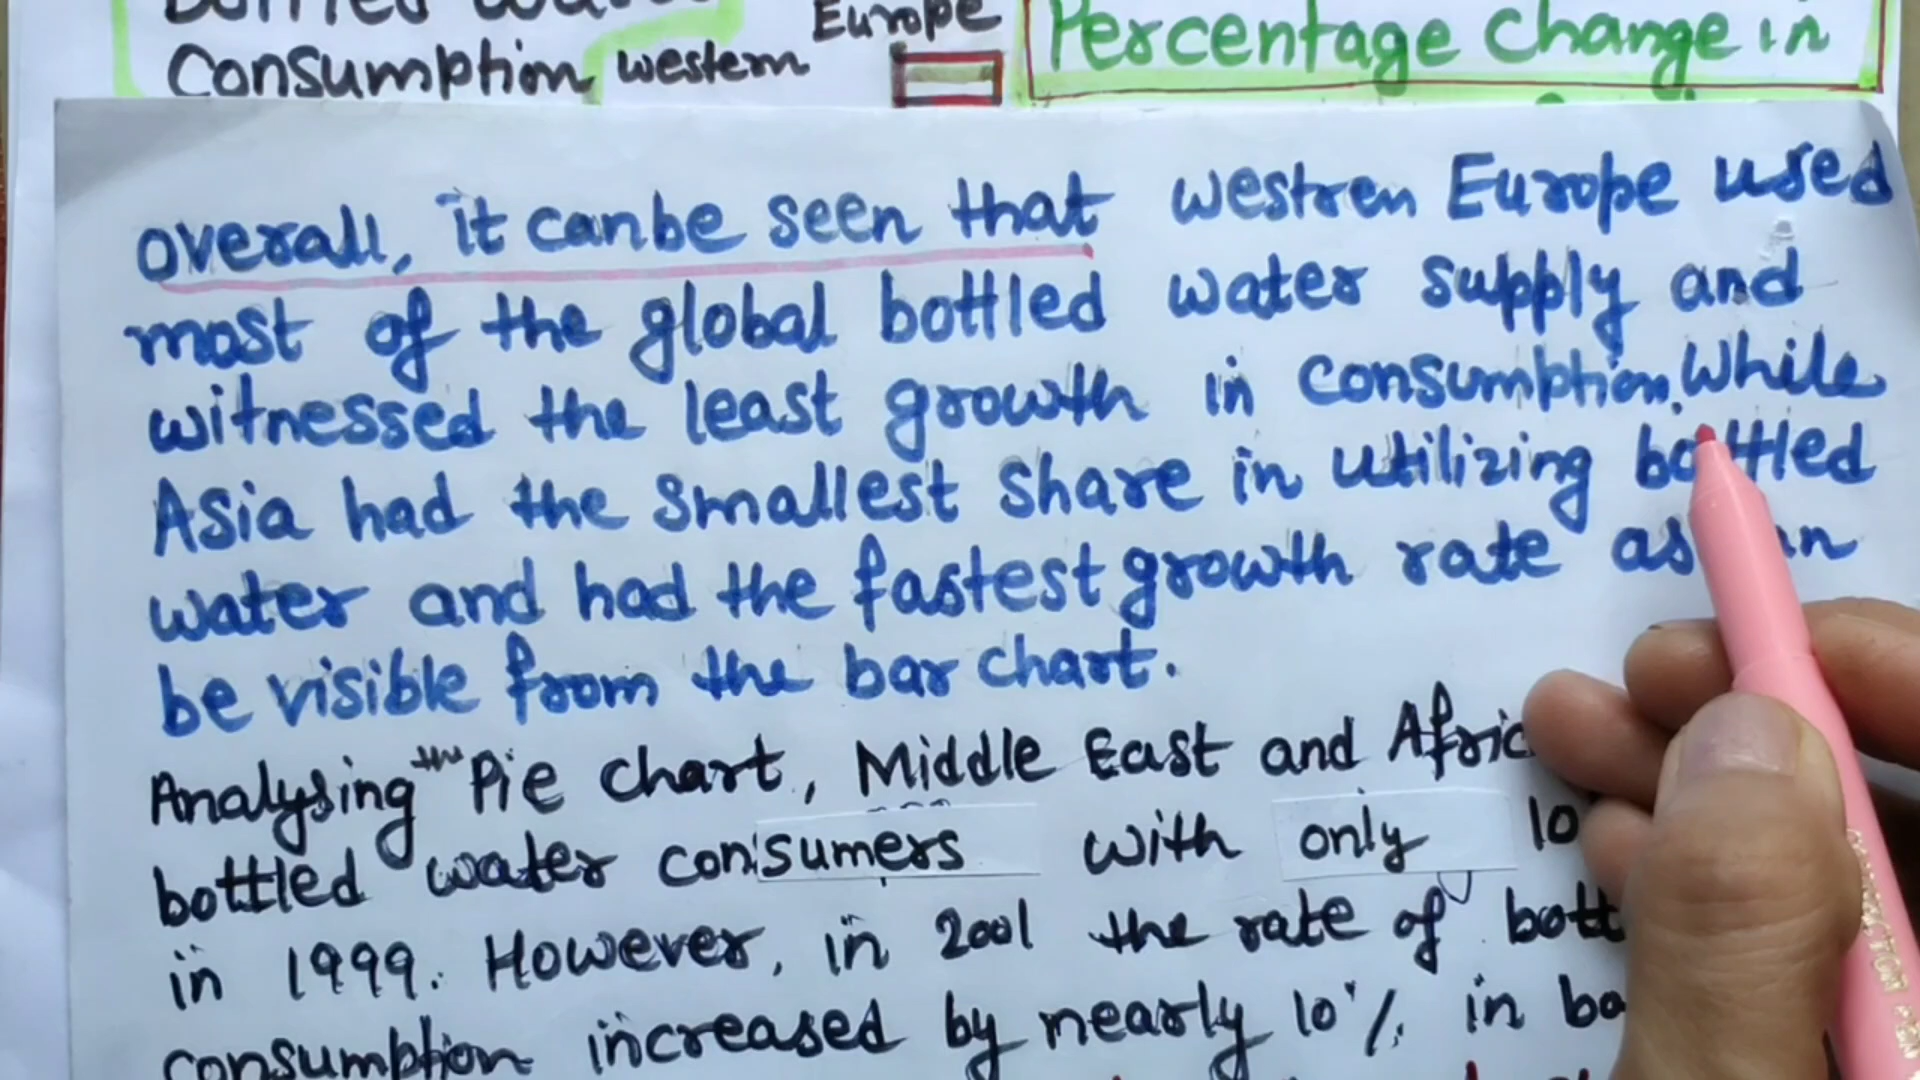 Europe
Percentage Change in
Consumption western
overall, it canbe seen that westren Europe used
most of the global bottled water supply and
witnessed the least growth in consumption. While
Asia had the smallest share in utilizing bottled
water and had the fastest growth rate as
be visible from the bar chart.
Analysing the Pie chart, Middle East and
bottled water consumers with only 10
in 1999. However, in 2001 the rate of
consumption increased by nearly 10% in